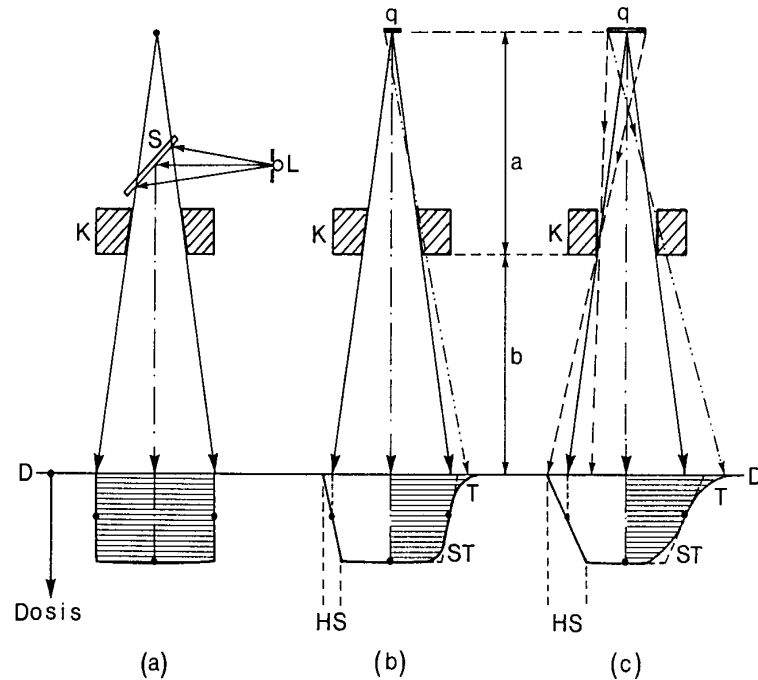 q q
S
L
a
K K K
b
D D
T T
ST ST
Dosis
HS HS
(a) (b) (c)